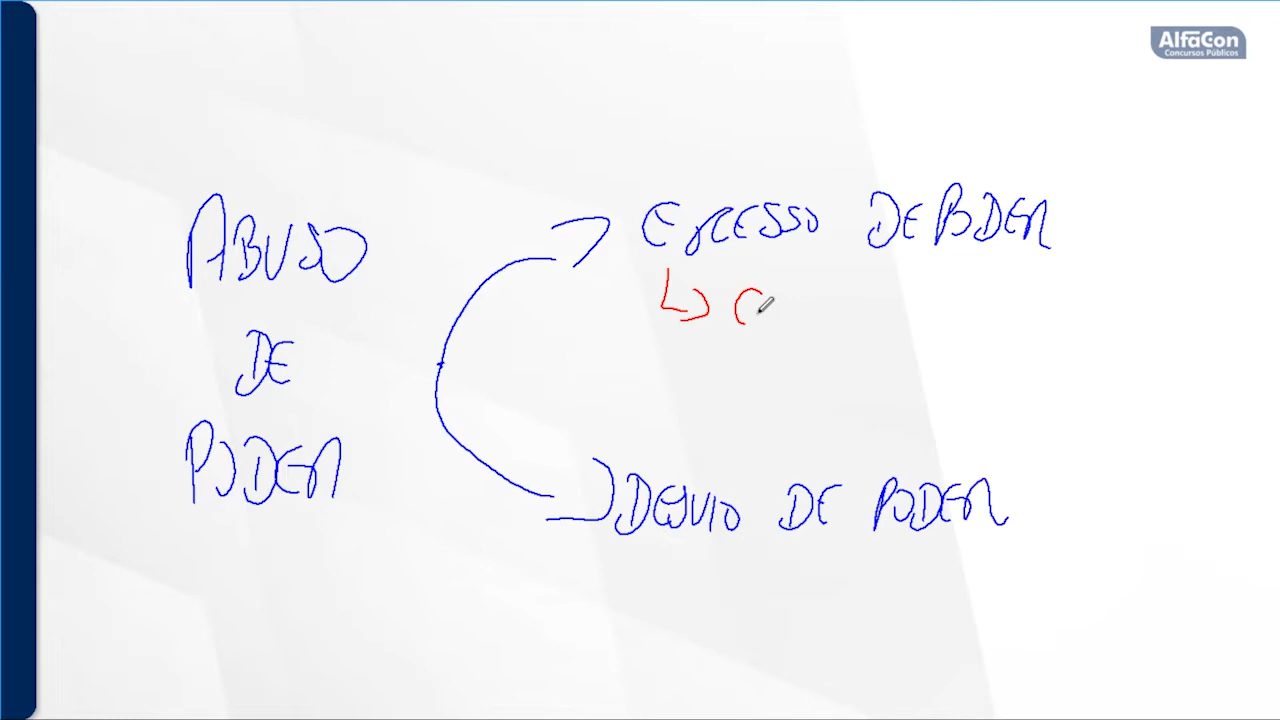 AlfaCon
Concursos Públicos
ABUSO
DE
PODER
EXCESSO DE PODER
↳ C
DESVIO DE PODER